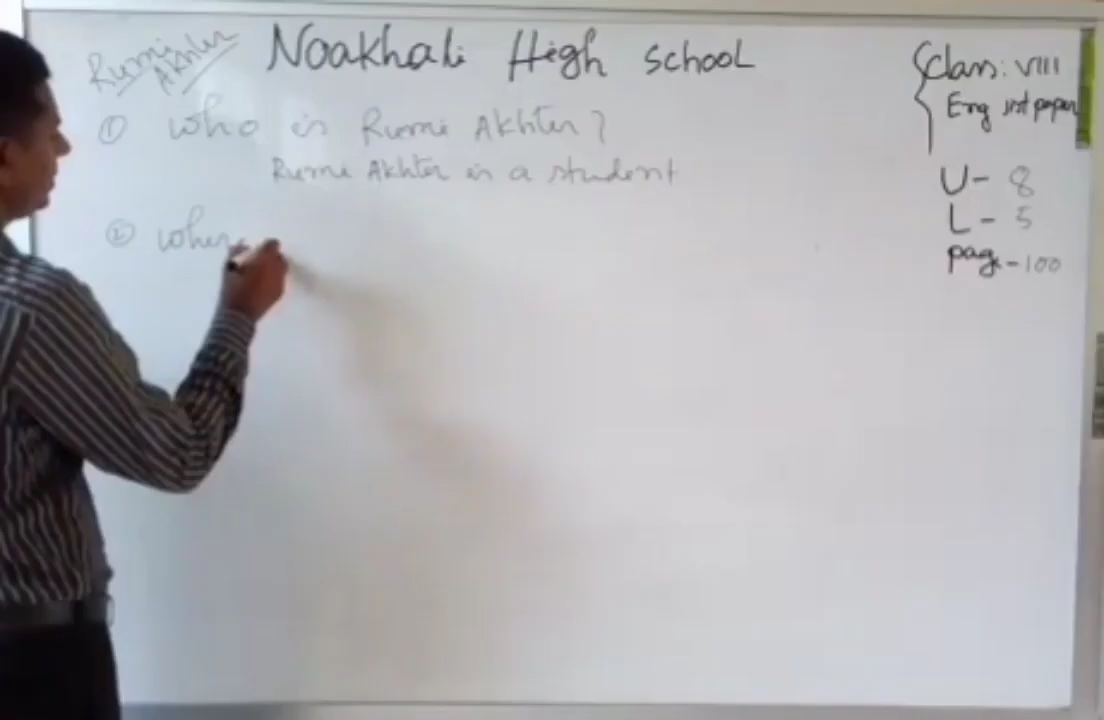 Rumi
Akhter
Noakhali High School
Class: VIII
Eng 1st paper
U- 8
L- 5
page-100
① who is Rumi Akhter?
Rumi Akhter is a student
② where